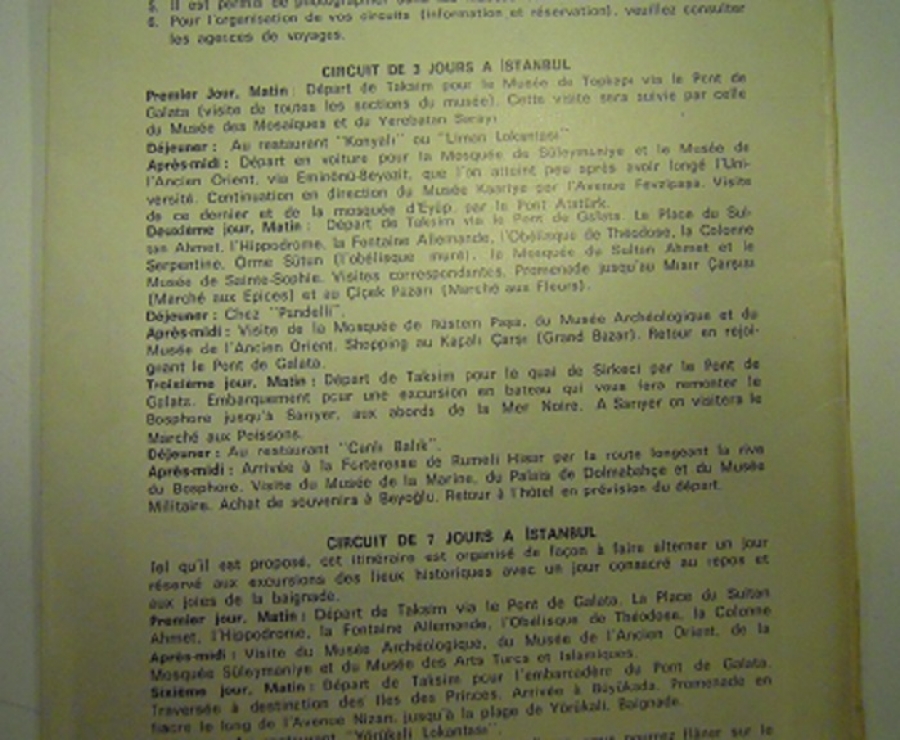 5. Il est permis de photographier dans les
6. Pour l'organisation de vos circuits (information et réservation), veuillez consulter
les agences de voyages.
CIRCUIT DE 3 JOURS A İSTANBUL
Premier Jour, Matin : Départ de Taksim pour le Musée de Topkapı via le Pont de
Galata (visite de toutes les sections du musée). Cette visite sera suivie par celle
du Musée des Mosaïques et du Yerebatan Sarayı
Déjeuner : Au restaurant "Konyalı" ou "Liman Lokantası"
Après-midi : Départ en voiture pour la Mosquée de Süleymaniye et le Musée de
l'Ancien Orient, via Eminönü-Beyazıt, que l'on atteint peu après avoir longé l'Uni-
versité. Continuation en direction du Musée Kaariye par l'Avenue Fevzipaşa. Visite
de ce dernier et de la mosquée d'Eyüp, par le Pont Atatürk.
Deuxième jour, Matin : Départ de Taksim via le Pont de Galata. La Place du Sul-
tan Ahmet, l'Hippodrome, la Fontaine Allemande, l'Obélisque de Théodose, la Colonne
Serpentine, Orme Sütun (l'obélisque muré), la Mosquée de Sultan Ahmet et le
Musée de Sainte-Sophie. Visites correspondantes. Promenade jusqu'au Mısır Çarşısı
(Marché aux Epices) et au Çiçek Pazarı (Marché aux Fleurs).
Déjeuner : Chez "Pandelli".
Après-midi : Visite de la Mosquée de Rüstem Paşa, du Musée Archéologique et du
Musée de l'Ancien Orient. Shopping au Kapalı Çarşı (Grand Bazar). Retour en rejoi-
gnant le Pont de Galata.
Troisième jour, Matin : Départ de Taksim pour le quai de Sirkeci par le Pont de
Galata. Embarquement pour une excursion en bateau qui vous fera remonter le
Bosphore jusqu'à Sarıyer, aux abords de la Mer Noire. A Sarıyer on visitera le
Marché aux Poissons.
Déjeuner : Au restaurant "Canlı Balık".
Après-midi : Arrivée à la Forteresse de Rumeli Hisar par la route longeant la rive
du Bosphore. Visite du Musée de la Marine, du Palais de Dolmabahçe et du Musée
Militaire. Achat de souvenirs à Beyoğlu. Retour à l'hôtel en prévision du départ.
CIRCUIT DE 7 JOURS A İSTANBUL
Tel qu'il est proposé, cet itinéraire est organisé de façon à faire alterner un jour
réservé aux excursions des lieux historiques avec un jour consacré au repos et
aux joies de la baignade.
Premier jour, Matin : Départ de Taksim via le Pont de Galata. La Place du Sultan
Ahmet, l'Hippodrome, la Fontaine Allemande, l'Obélisque de Théodose, la Colonne
Après-midi : Visite du Musée Archéologique, du Musée de l'Ancien Orient, de la
Mosquée Süleymaniye et du Musée des Arts Turcs et Islamiques.
Sixième jour, Matin : Départ de Taksim pour l'embarcadère du Pont de Galata.
Traversée à destination des Iles des Princes. Arrivée à Büyükada. Promenade en
fiacre le long de l'Avenue Nizan, jusqu'à la plage de Yörükali. Baignade.
restaurant "Yörükali Lokantası".
vous pourrez flâner sur le